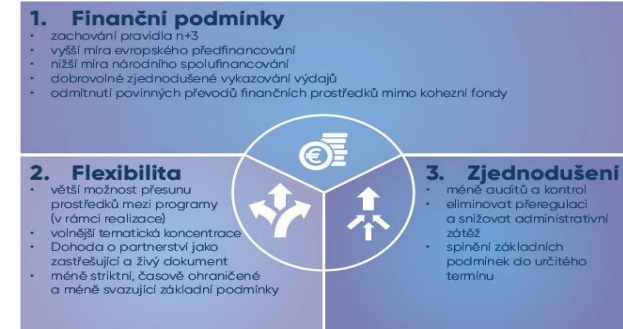 1. Finanční podmínky
• zachování pravidla n+3
• vyšší míra evropského předfinancování
• nižší míra národního spolufinancování
• dobrovolné zjednodušené vykazování výdajů
• odmítnutí povinných převodů finančních prostředků mimo kohezní fondy
2. Flexibilita
• větší možnost přesunu
prostředků mezi programy
(v rámci realizace)
• volnější tematická koncentrace
• Dohoda o partnerství jako
zastřešující a živý dokument
• méně striktní, časově ohraničené
a méně svazující základní podmínky
3. Zjednodušení
• méně auditů a kontrol
• eliminovat přeregulaci
a snižovat administrativní
zátěž
• splnění základních
podmínek do určitého
termínu